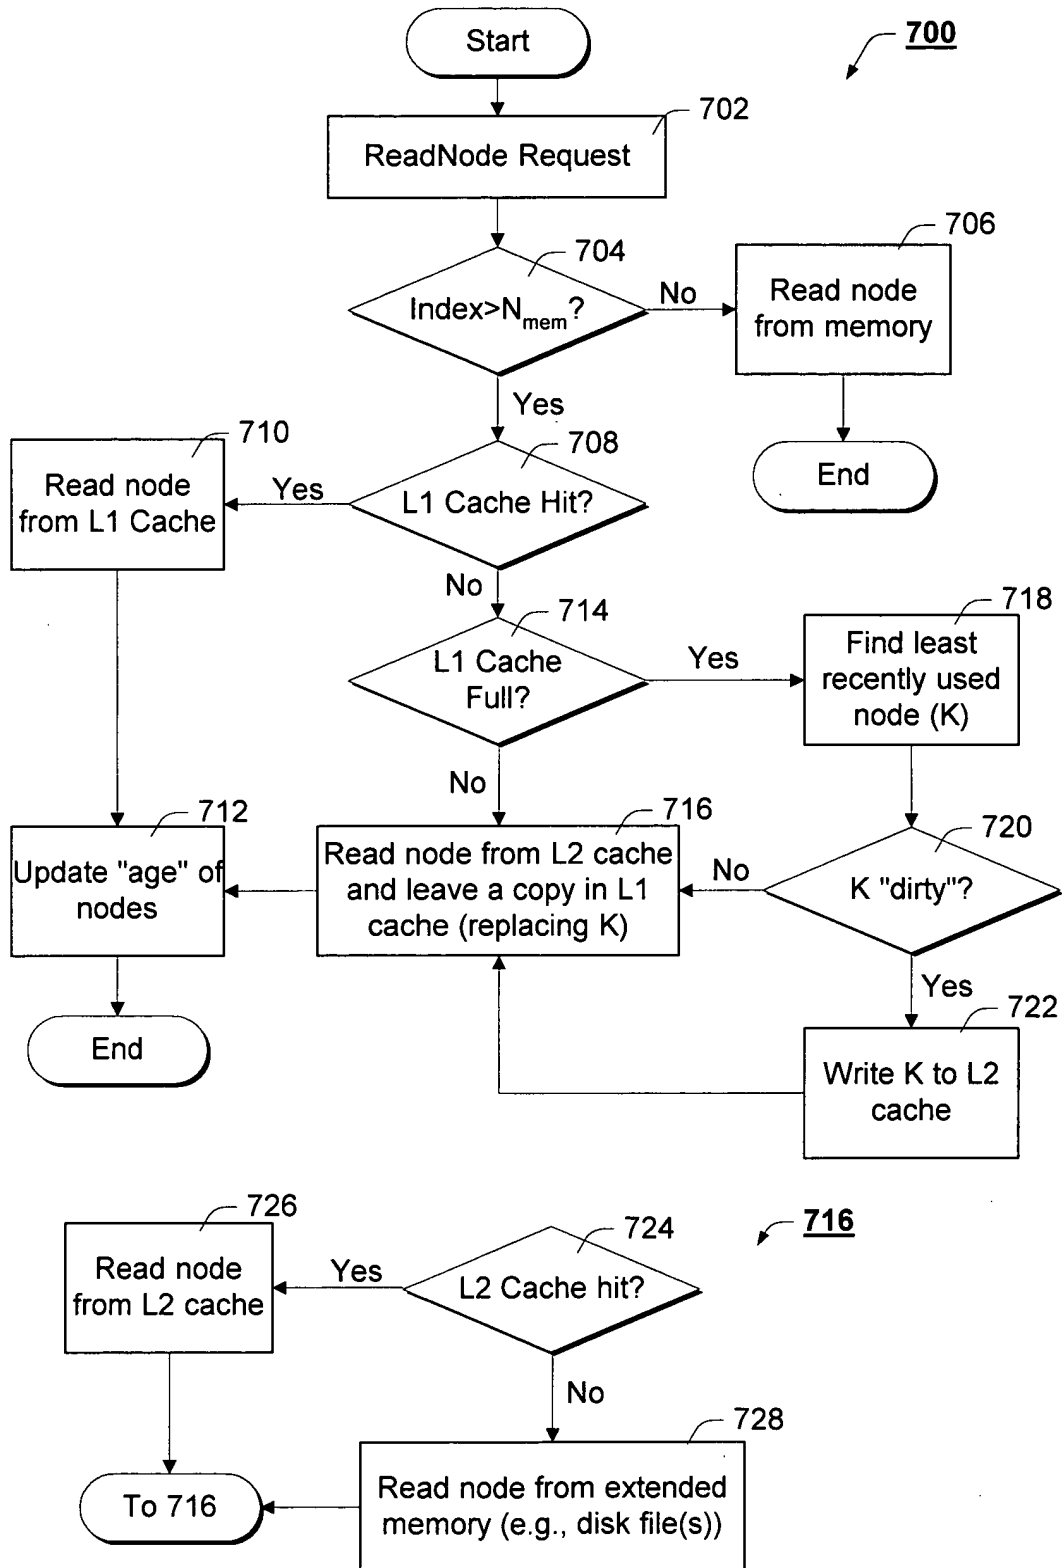 Start
700
702
ReadNode Request
704
Index>Nmem?
No
706
Read node
from memory
Yes
End
708
L1 Cache Hit?
Yes
710
Read node
from L1 Cache
No
714
L1 Cache
Full?
Yes
718
Find least
recently used
node (K)
No
712
Update "age" of
nodes
716
Read node from L2 cache
and leave a copy in L1
cache (replacing K)
No
720
K "dirty"?
Yes
End
722
Write K to L2
cache
726
Read node
from L2 cache
Yes
724
L2 Cache hit?
716
No
728
Read node from extended
memory (e.g., disk file(s))
To 716